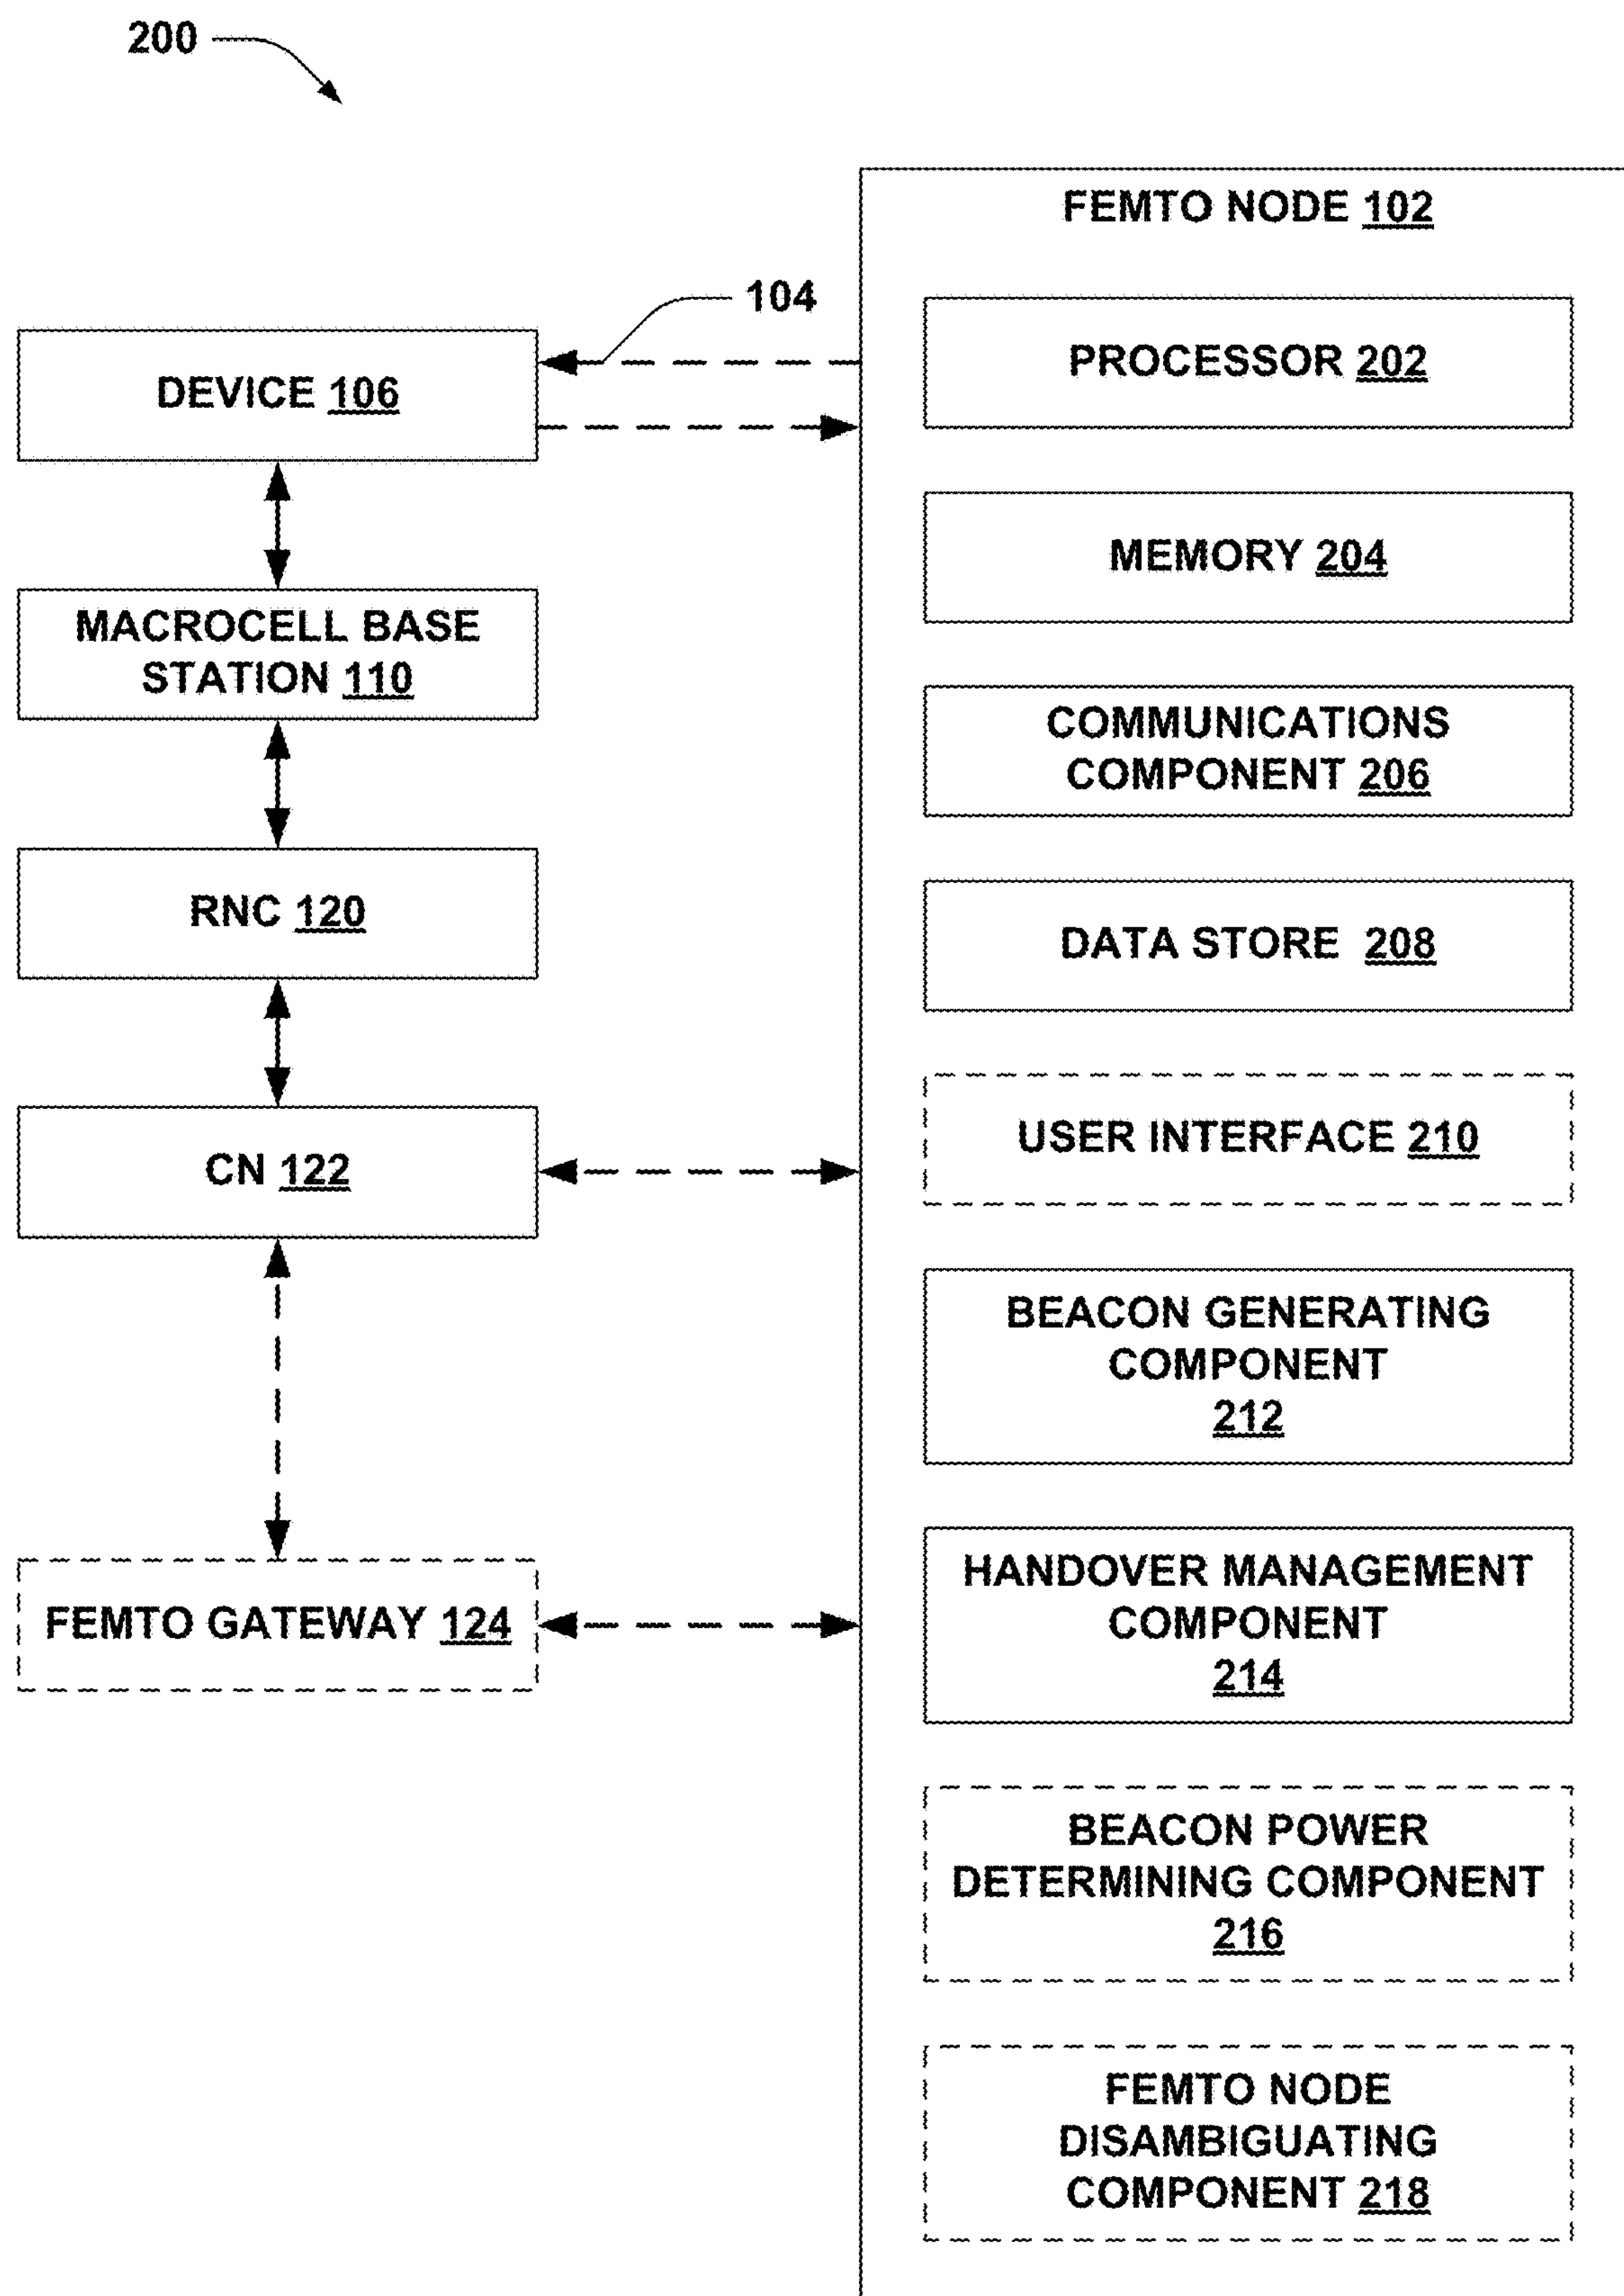 200
104
DEVICE 106
MACROCELL BASE
STATION 110
RNC 120
CN 122
FEMTO GATEWAY 124
FEMTO NODE 102
PROCESSOR 202
MEMORY 204
COMMUNICATIONS
COMPONENT 206
DATA STORE 208
USER INTERFACE 210
BEACON GENERATING
COMPONENT
212
HANDOVER MANAGEMENT
COMPONENT
214
BEACON POWER
DETERMINING COMPONENT
216
FEMTO NODE
DISAMBIGUATING
COMPONENT 218